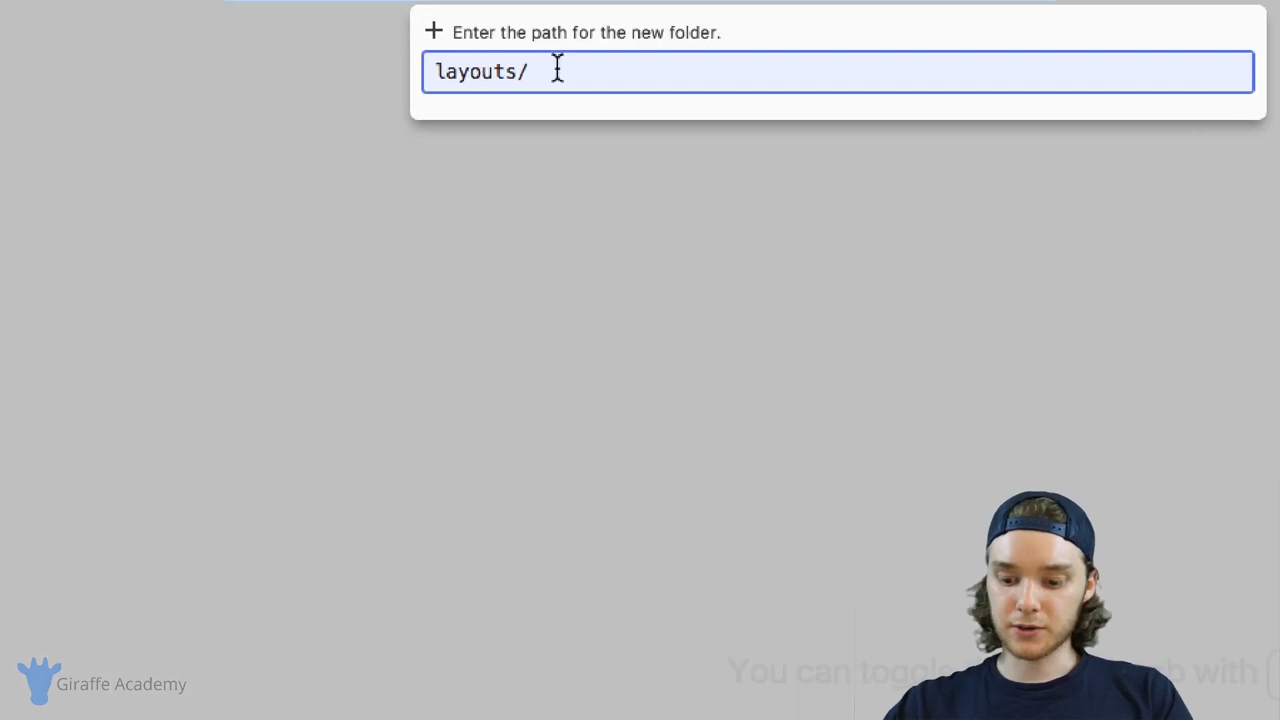 Enter the path for the new folder.
layouts/
You can toggle with
Giraffe Academy